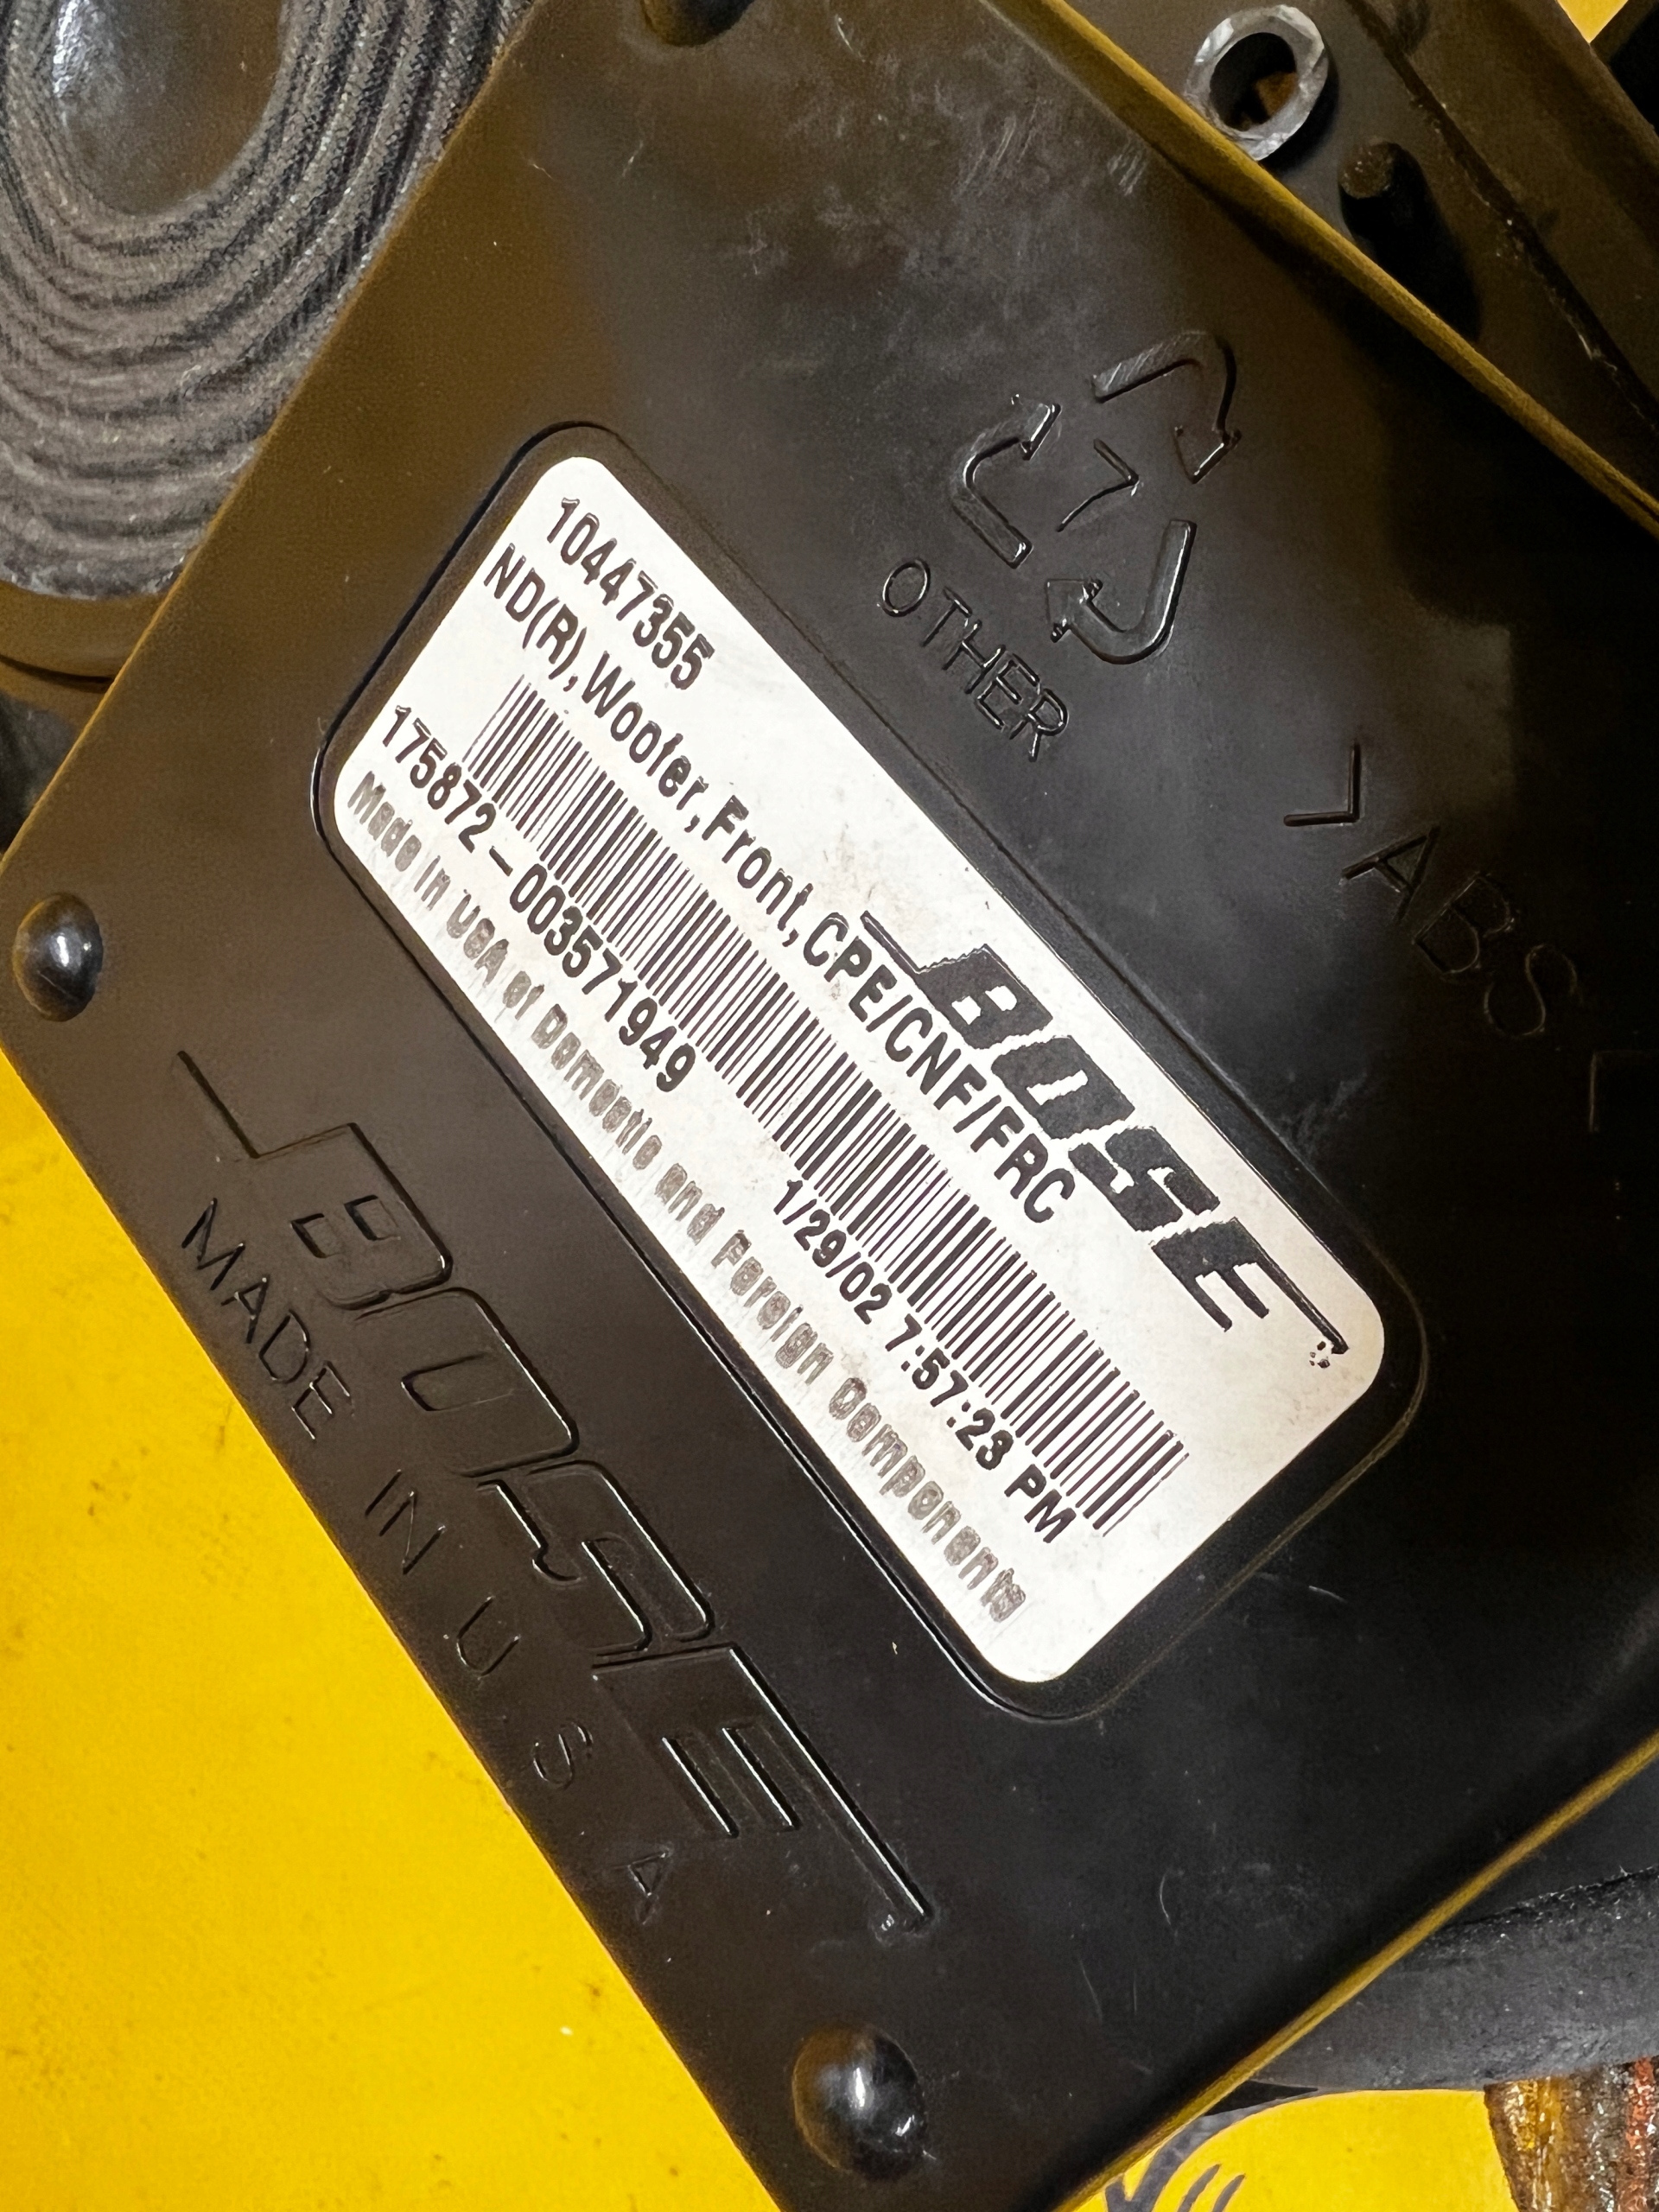 7
OTHER
>ABS
10447355
BOSE
ND(R), Woofer, Front, CPE/CNF/FRC
175872-003571949 1/29/02 7:57:23 PM
Made in USA of Domestic and Foreign Components
BOSE
MADE IN U S A